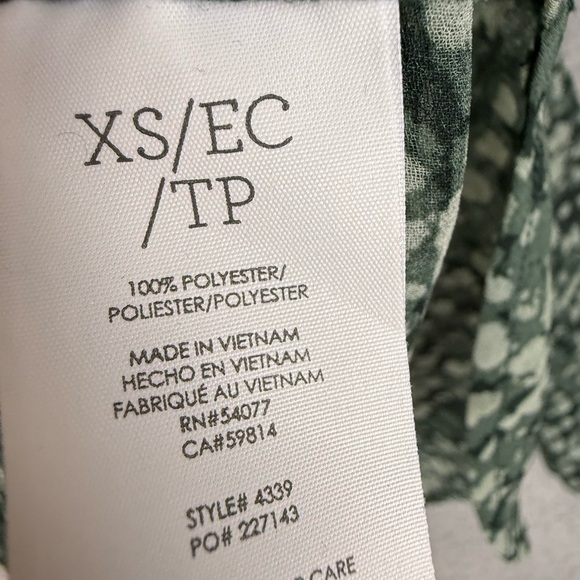 XS/EC
/TP
100% POLYESTER/
POLIESTER/POLYESTER
MADE IN VIETNAM
HECHO EN VIETNAM
FABRIQUÉ AU VIETNAM
RN#54077
CA#59814
STYLE# 4339
PO# 227143
CARE